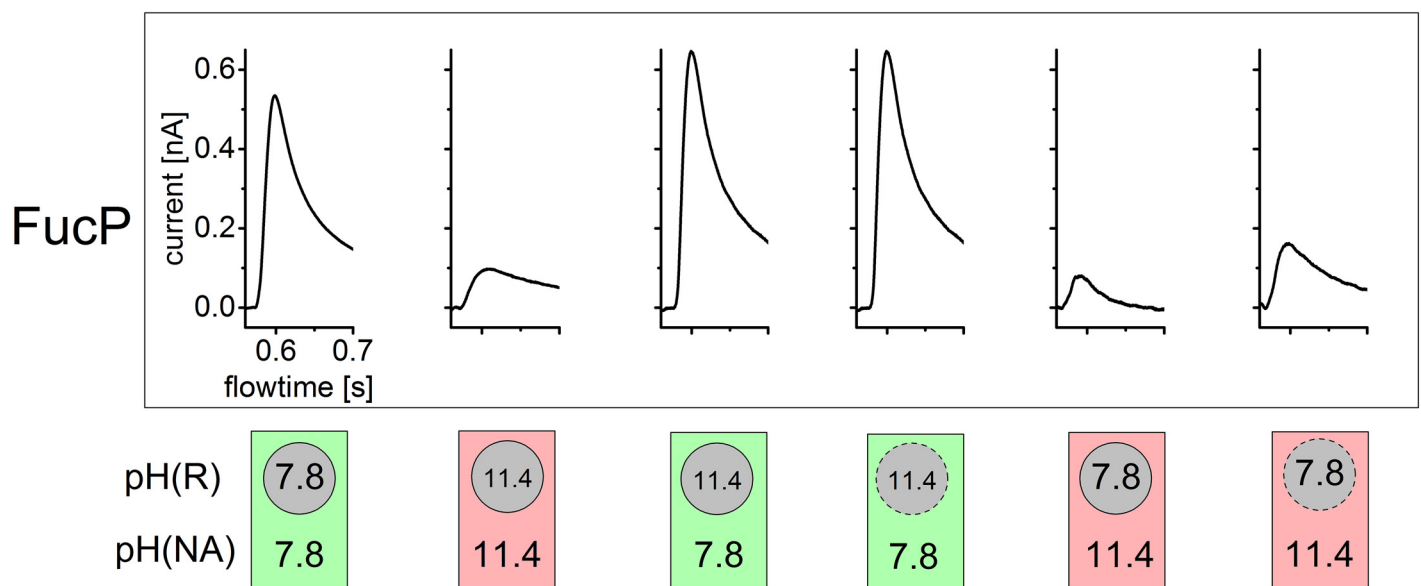 FucP
current [nA]
0.6
0.4
0.2
0.0
0.6 0.7
flowtime [s]
pH(R) 7.8 11.4 11.4 11.4 7.8 7.8
pH(NA) 7.8 11.4 7.8 7.8 11.4 11.4